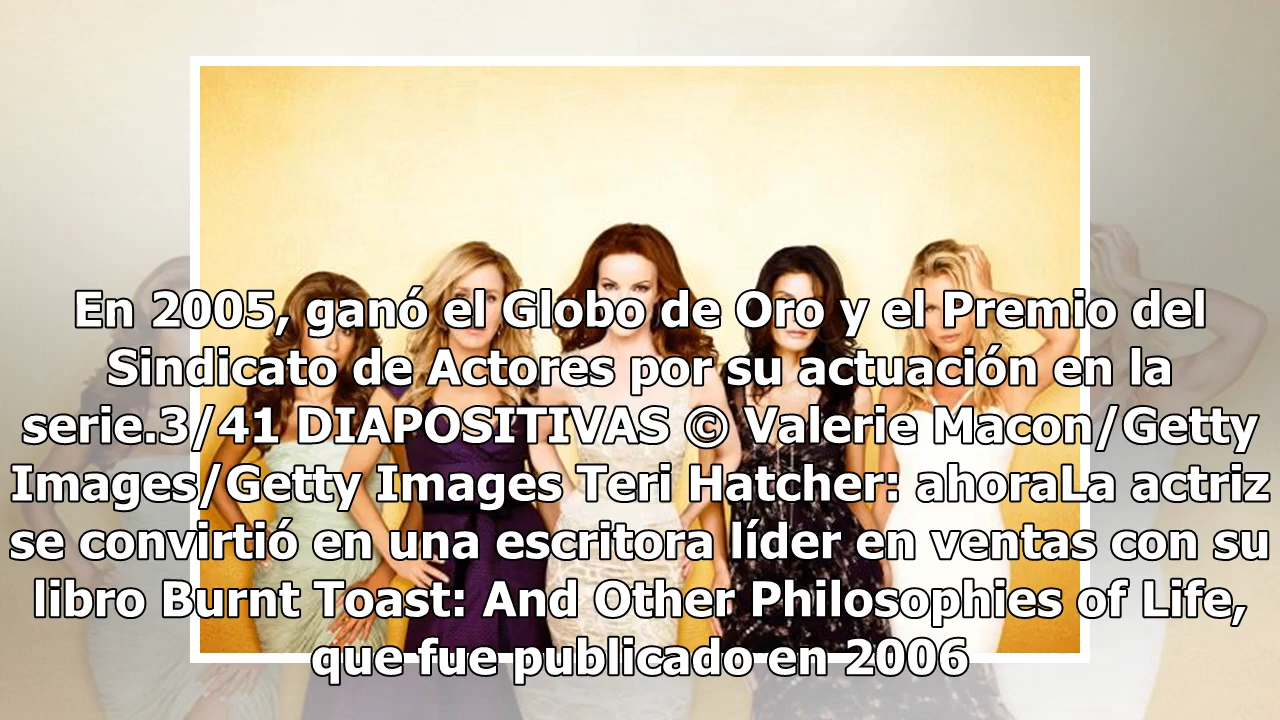 En 2005, ganó el Globo de Oro y el Premio del
Sindicato de Actores por su actuación en la
serie.3/41 DIAPOSITIVAS © Valerie Macon/Getty
Images/Getty Images Teri Hatcher: ahoraLa actriz
se convirtió en una escritora líder en ventas con su
libro Burnt Toast: And Other Philosophies of Life,
que fue publicado en 2006